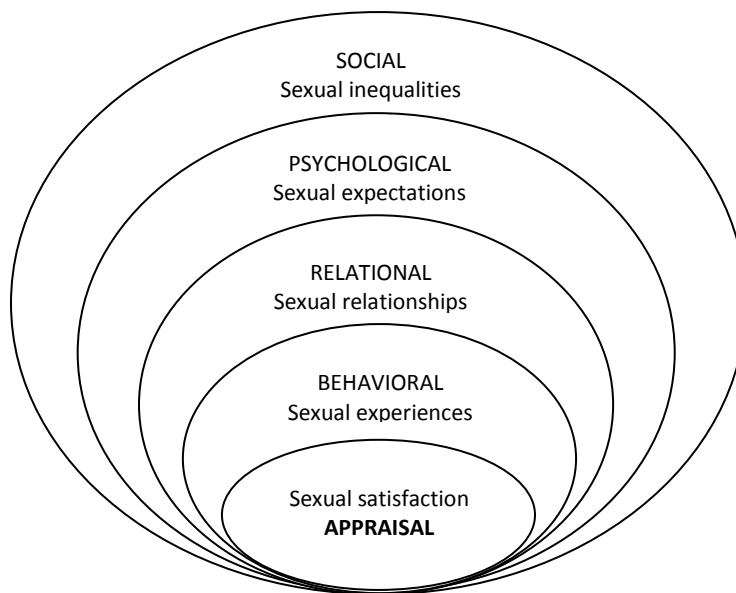 SOCIAL
Sexual inequalities
PSYCHOLOGICAL
Sexual expectations
RELATIONAL
Sexual relationships
BEHAVIORAL
Sexual experiences
Sexual satisfaction
APPRAISAL